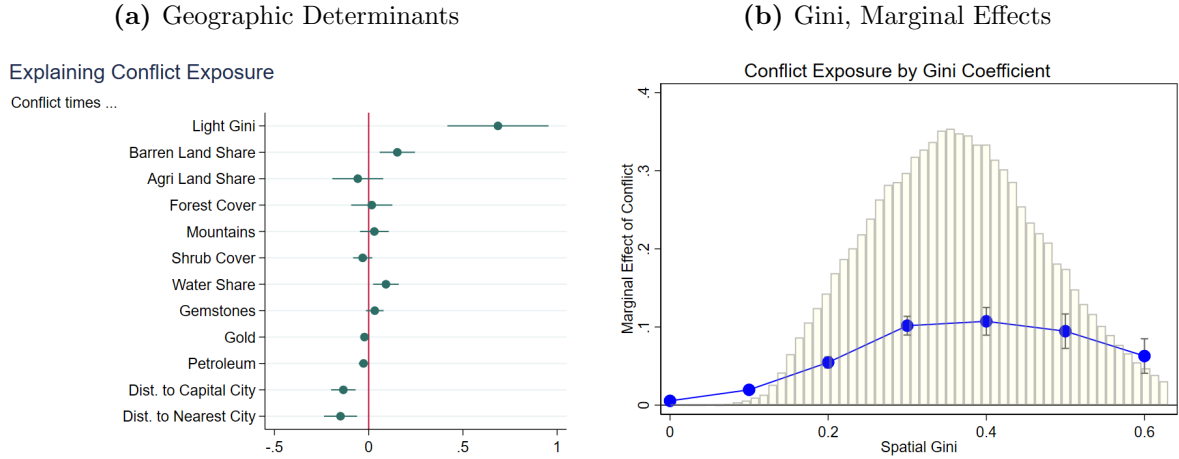 (a) Geographic Determinants
Explaining Conflict Exposure
Conflict times ...
Light Gini
Barren Land Share
Agri Land Share
Forest Cover
Mountains
Shrub Cover
Water Share
Gemstones
Gold
Petroleum
Dist. to Capital City
Dist. to Nearest City
-.5 0 .5 1
(b) Gini, Marginal Effects
Conflict Exposure by Gini Coefficient
Marginal Effect of Conflict
.4
.3
.2
.1
0
0 0.2 0.4 0.6
Spatial Gini